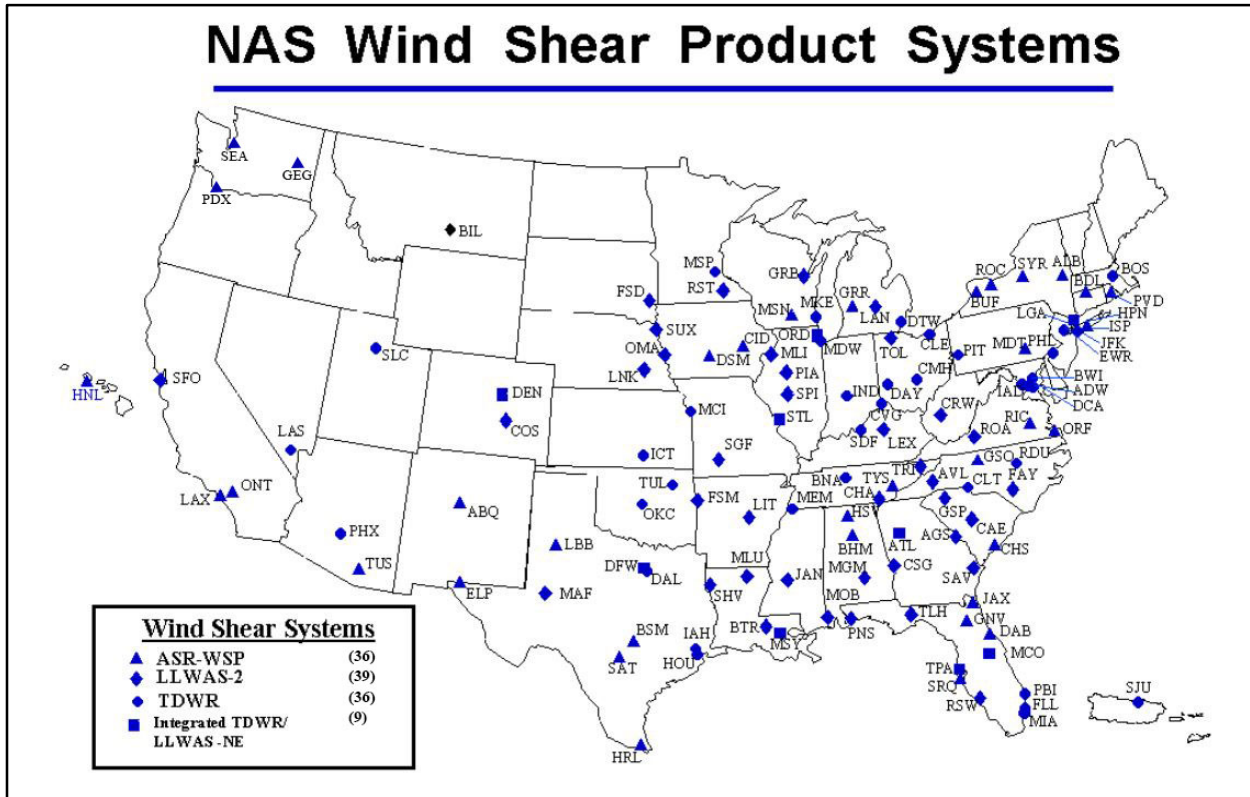 NAS Wind Shear Product Systems
SEA
GEG
PDX
BIL
MSP
RST
GRB
FSD
MSN
MKE
GRR
LAN
DTW
ROC
SYR
ALB
BDL
BOS
BUF
PVD
LGA
HPN
ISP
JFK
EWR
SUX
CID
ORD
MDW
TOL
CLE
PIT
MDT
PHL
SLC
OMA
DSM
MLI
LNK
PIA
CMH
BWI
ADW
DCA
IAD
HNL
SFO
DEN
COS
MCI
SPI
STL
IND
DAY
CVG
CRW
RIC
ORF
LAS
ICT
SGF
SDF
LEX
ROA
LAX
ONT
TUL
OKC
FSM
LIT
BNA
MEM
TYS
TRI
CHA
AVL
GSO
RDU
CLT
FAY
ABQ
PHX
TUS
LBB
ELP
DFW
DAL
MAF
MLU
HSV
BHM
ATL
GSP
CAE
AGS
CHS
SHV
JAN
MGM
CSG
SAV
BSM
SAT
IAH
HOU
BTR
MSY
MOB
PNS
TLH
JAX
GNV
DAB
MCO
TPA
SRQ
RSW
PBI
FLL
MIA
SJU
HRL
Wind Shear Systems
ASR-WSP (36)
LLWAS-2 (39)
TDWR (36)
Integrated TDWR/ (9)
LLWAS -NE